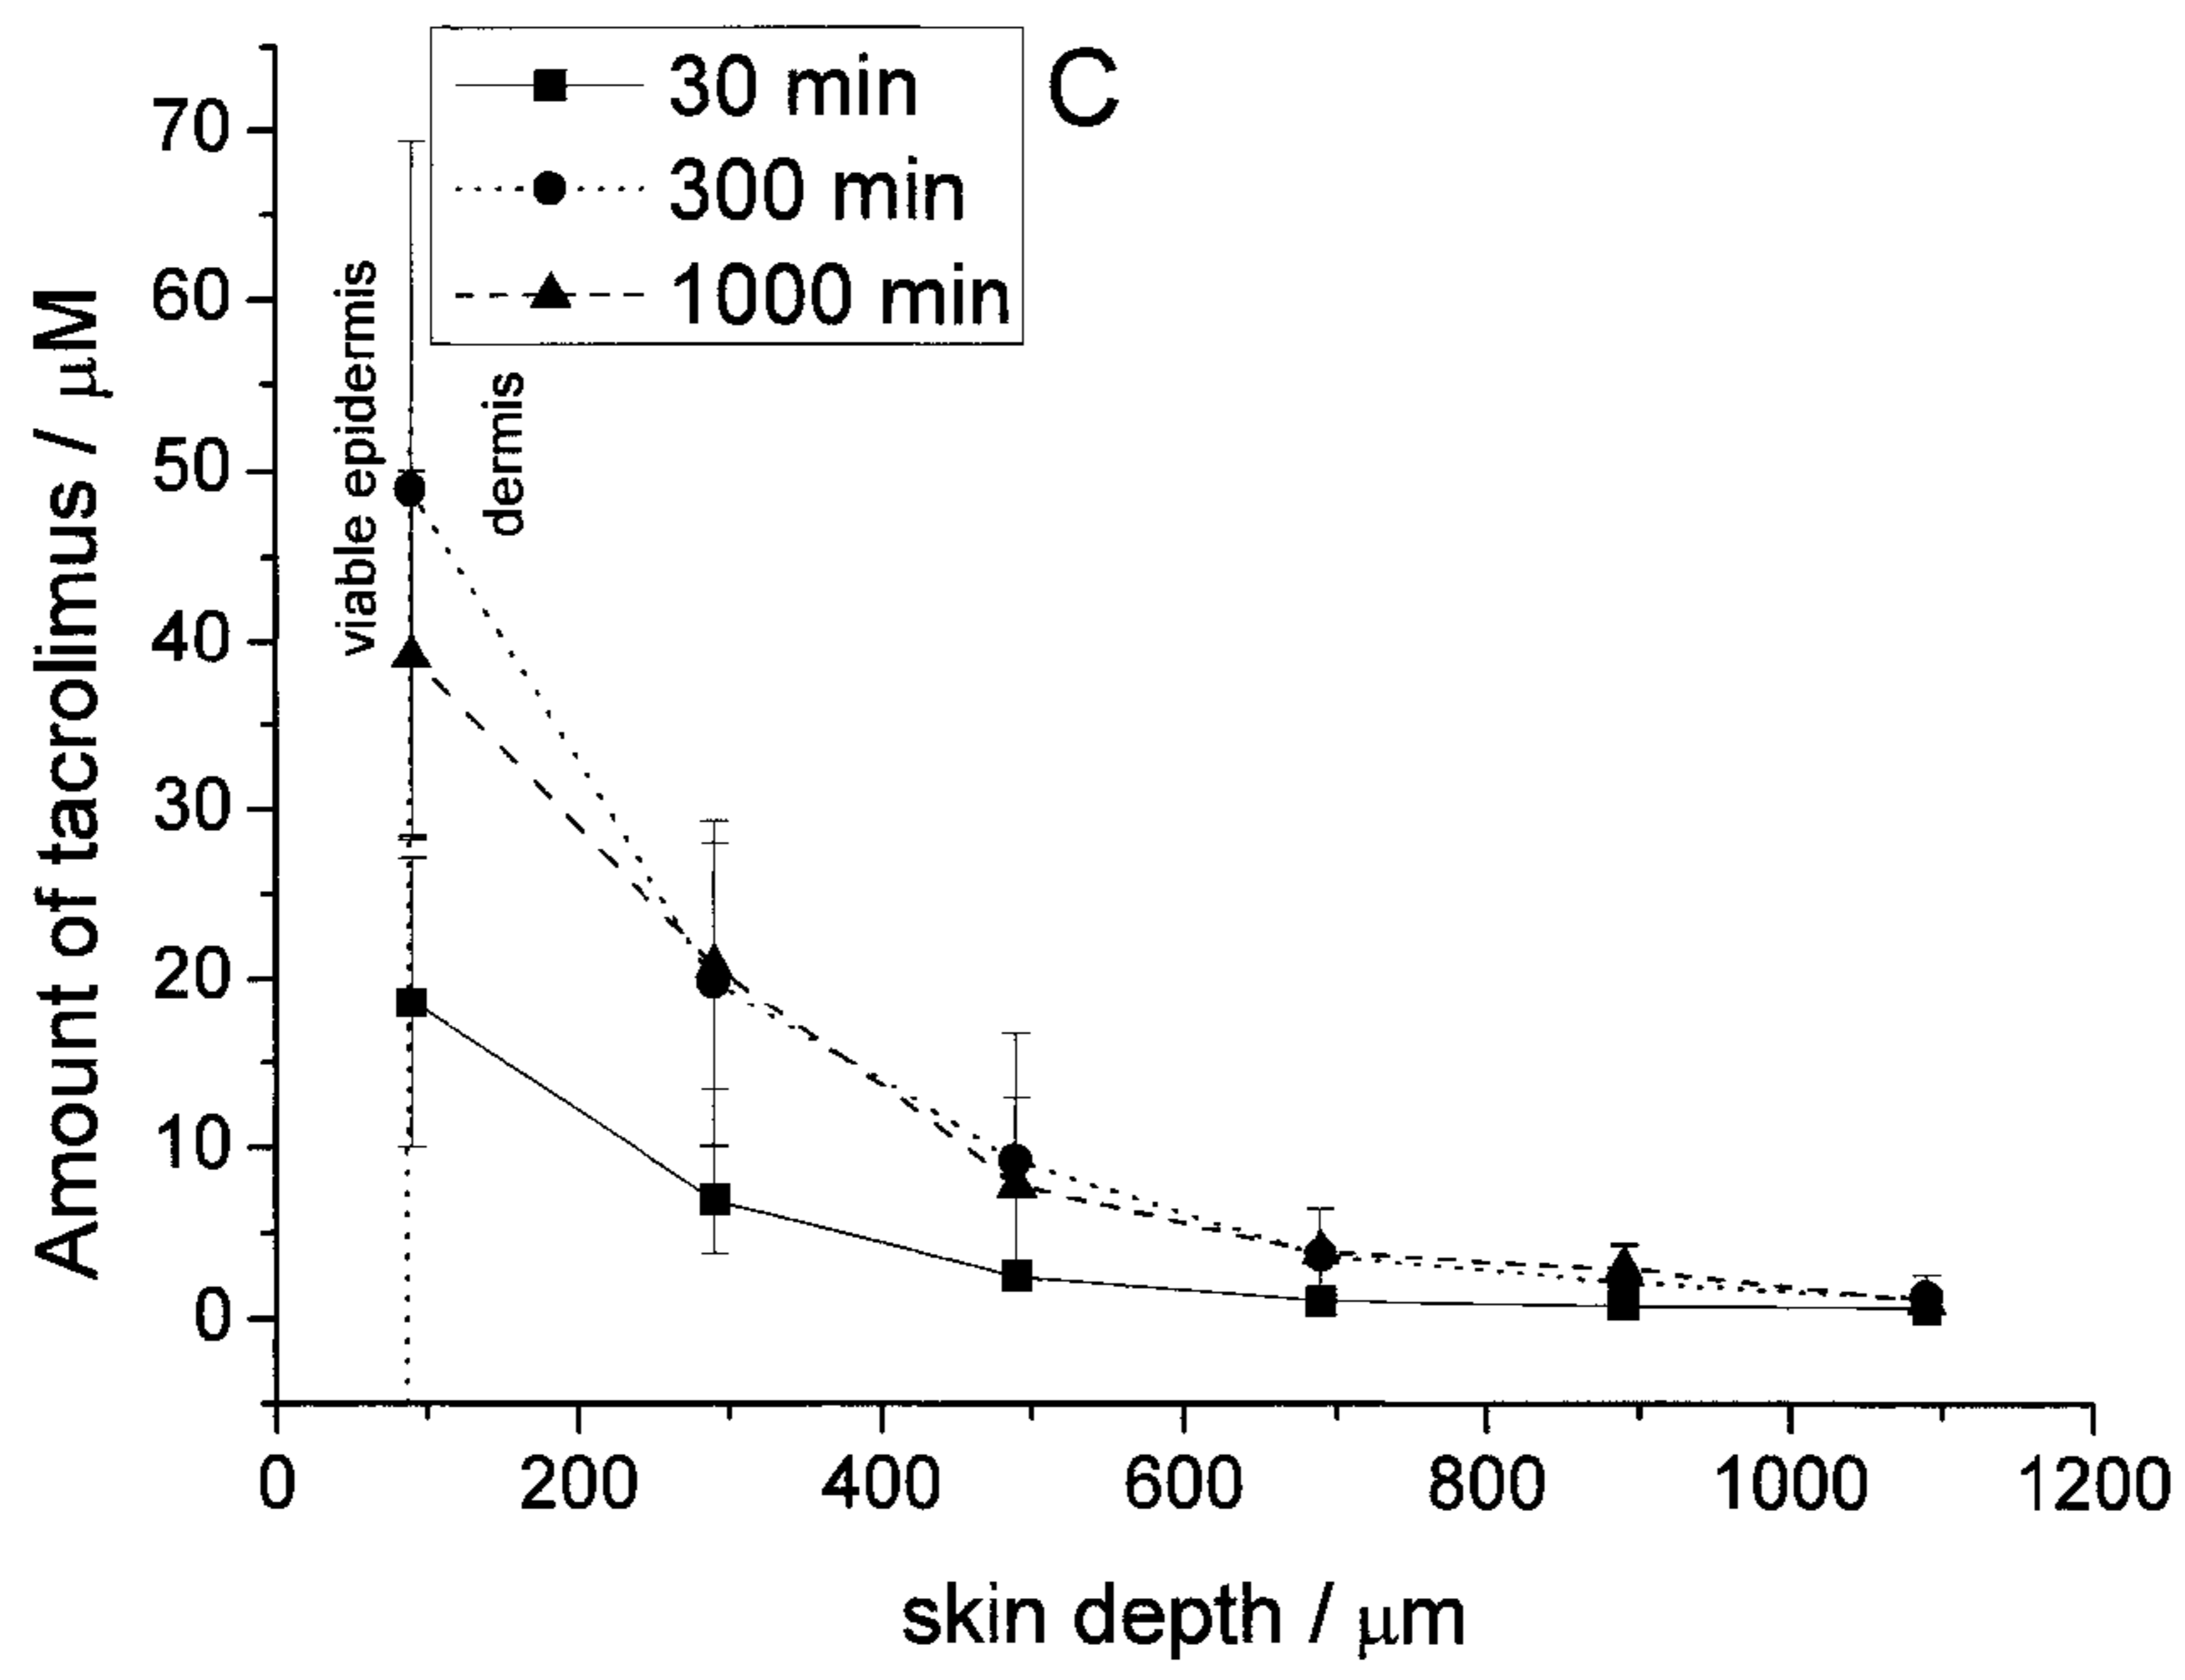 C
30 min
300 min
1000 min
Amount of tacrolimus / μM
70
60
50
40
30
20
10
0
viable epidermis
dermis
0 200 400 600 800 1000 1200
skin depth / μm